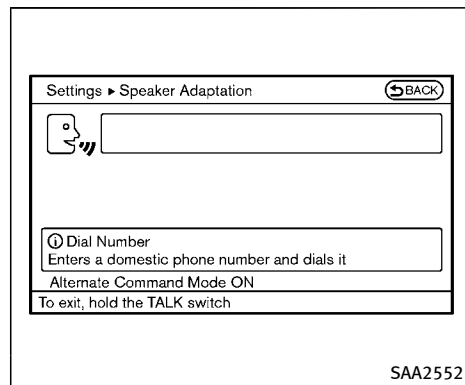 Settings ▸ Speaker Adaptation
BACK
ⓘ Dial Number
Enters a domestic phone number and dials it
Alternate Command Mode ON
To exit, hold the TALK switch
SAA2552